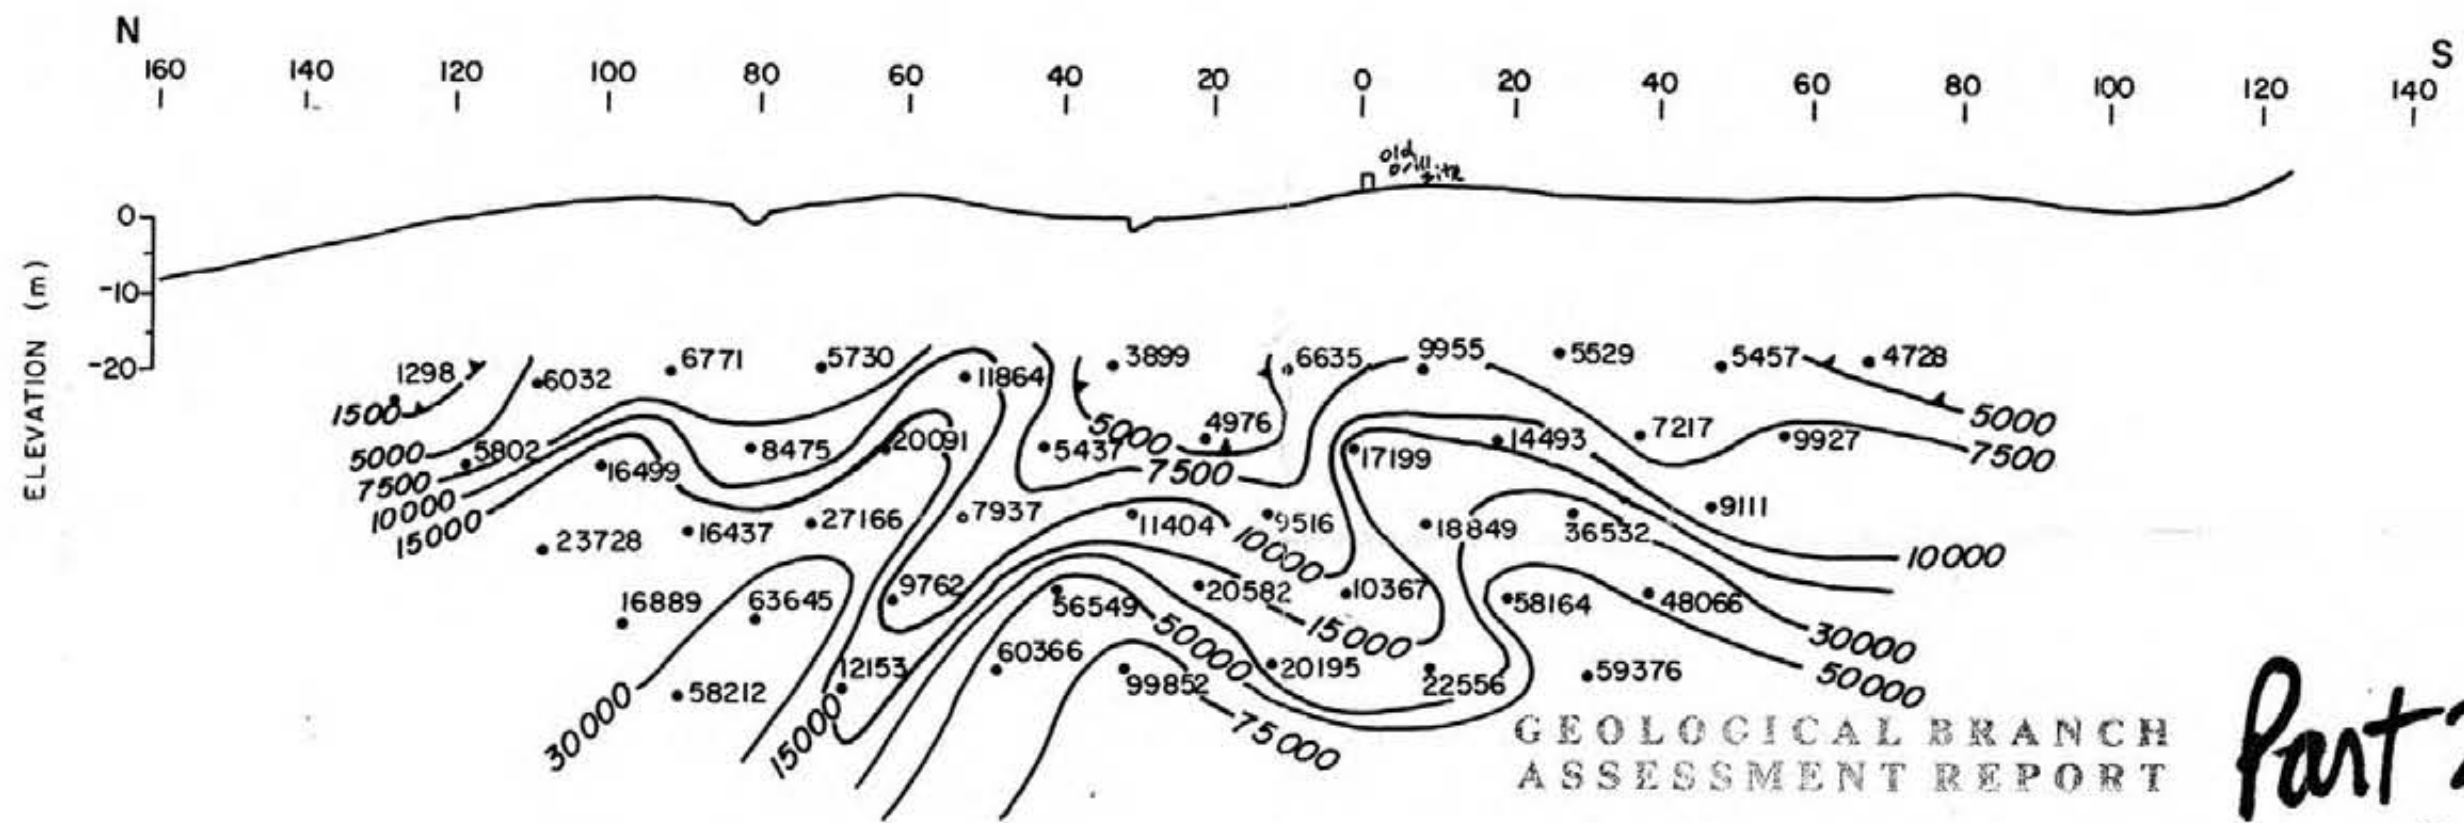 N
S
160 140 120 100 80 60 40 20 0 20 40 60 80 100 120 140
old
Drill
site
ELEVATION (m)
0
-10
-20
1298 6032 6771 5730 11864 3899 6635 9955 5529 5457 4728
1500
5000
5802 16499 8475 20091 5437 5000 4976 17199 14493 7217 9927 5000
7500
7500
7500
10000
15000
23728 16437 27166 7937 11404 10000 9516 18849 36532 9111
10000
16889 63645 9762 56549 20582 10367 58164 48066
50000 15000
30000
58212 12153 60366 99852 20195 22556 59376
50000
30000
15000
75000
GEOLOGICAL BRANCH
ASSESSMENT REPORT
Part